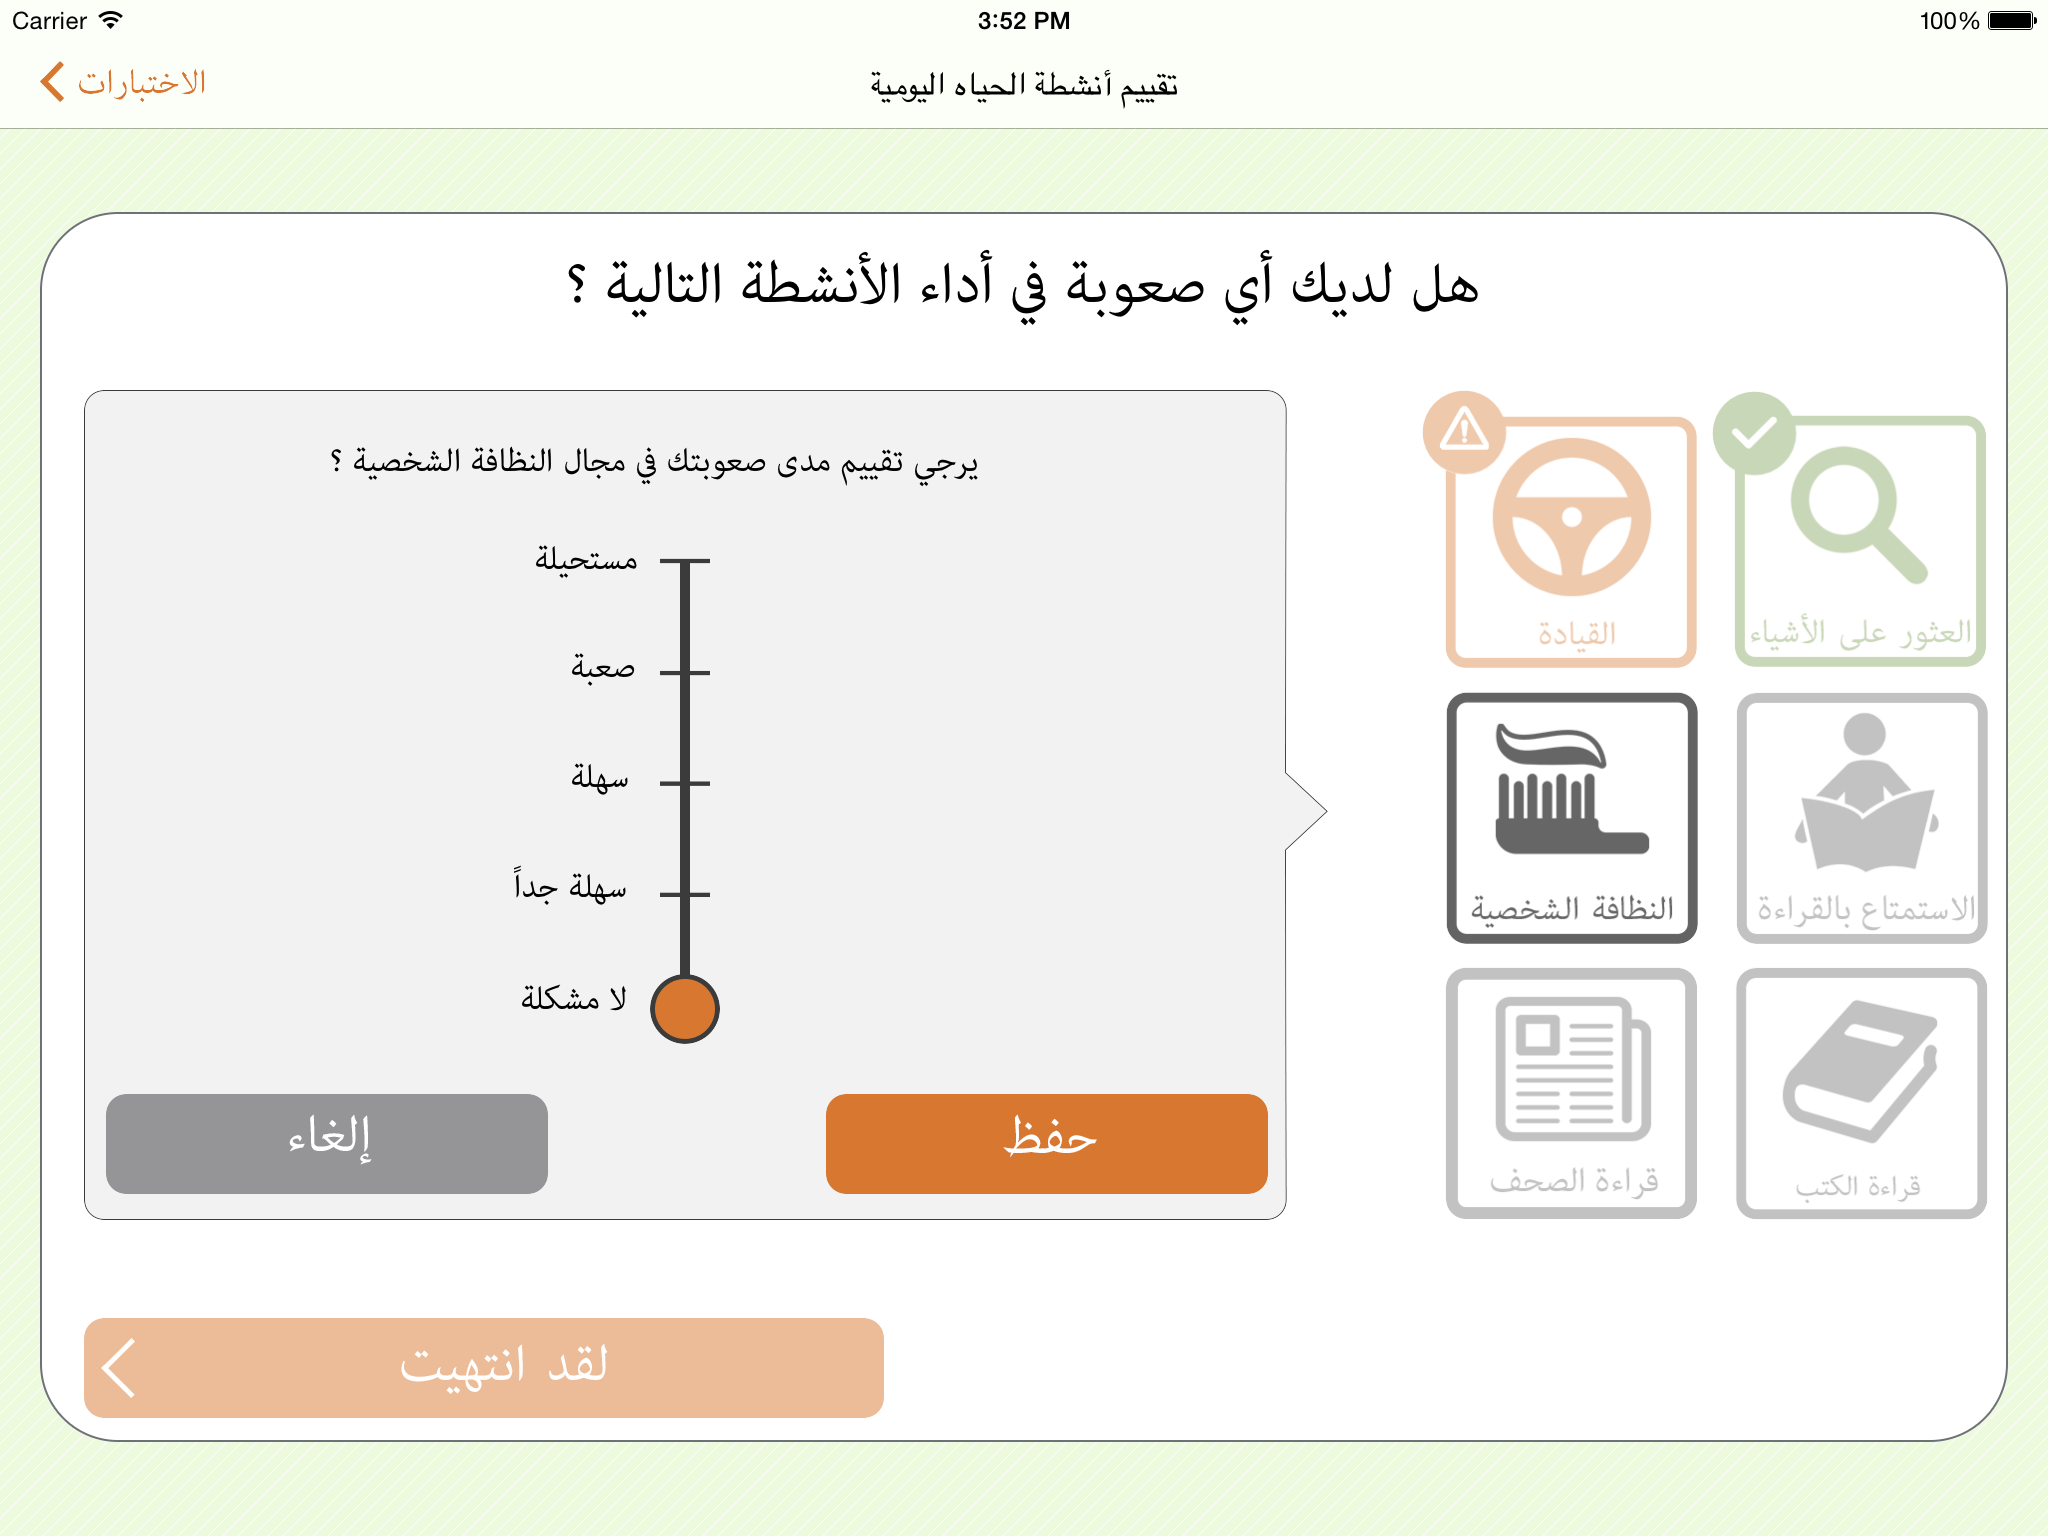 Carrier 3:52 PM 100%
الاختبارات
تقييم أنشطة الحياه اليومية
هل لديك أي صعوبة في أداء الأنشطة التالية ؟
العثور على الأشياء
القيادة
الاستمتاع بالقراءة
النظافة الشخصية
قراءة الكتب
قراءة الصحف
يرجي تقييم مدى صعوبتك في مجال النظافة الشخصية ؟
مستحيلة
صعبة
سهلة
سهلة جداً
لا مشكلة
حفظ
إلغاء
لقد انتهيت